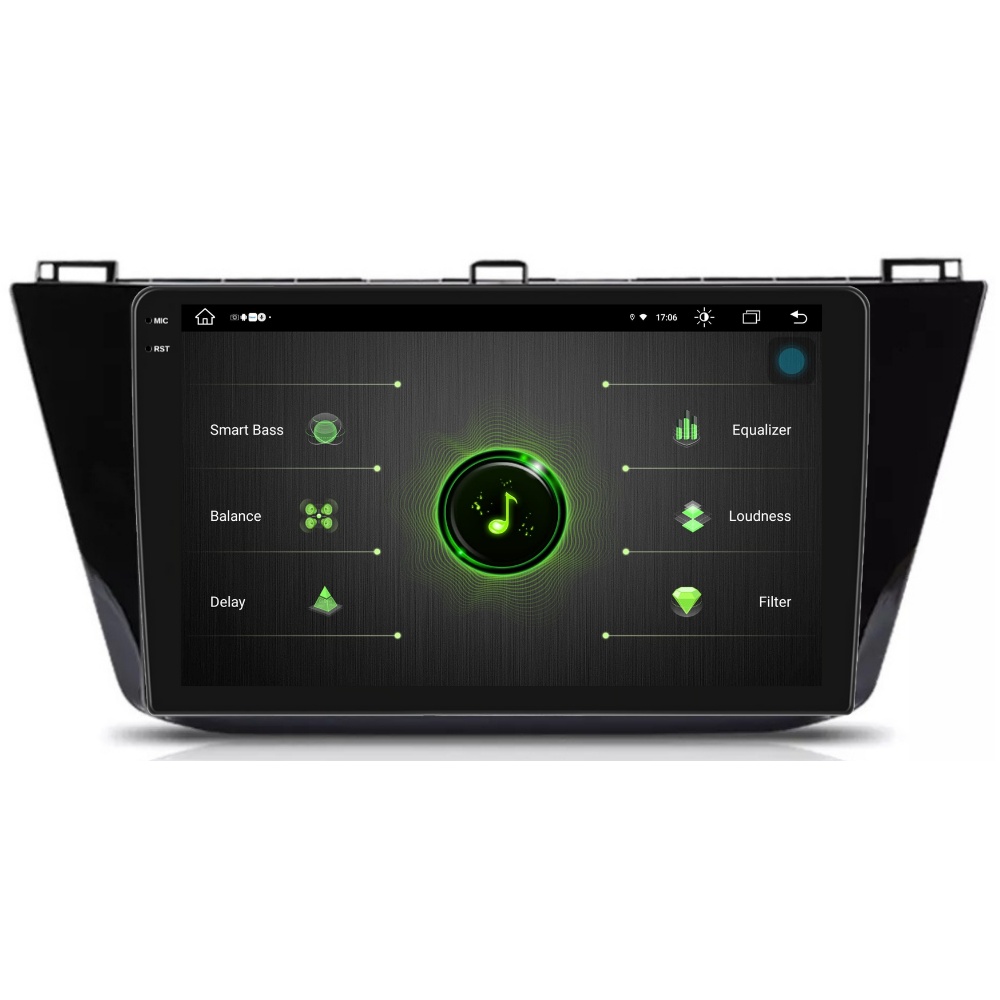 MIC
17:06
RST
Smart Bass
Equalizer
Balance
Loudness
Delay
Filter